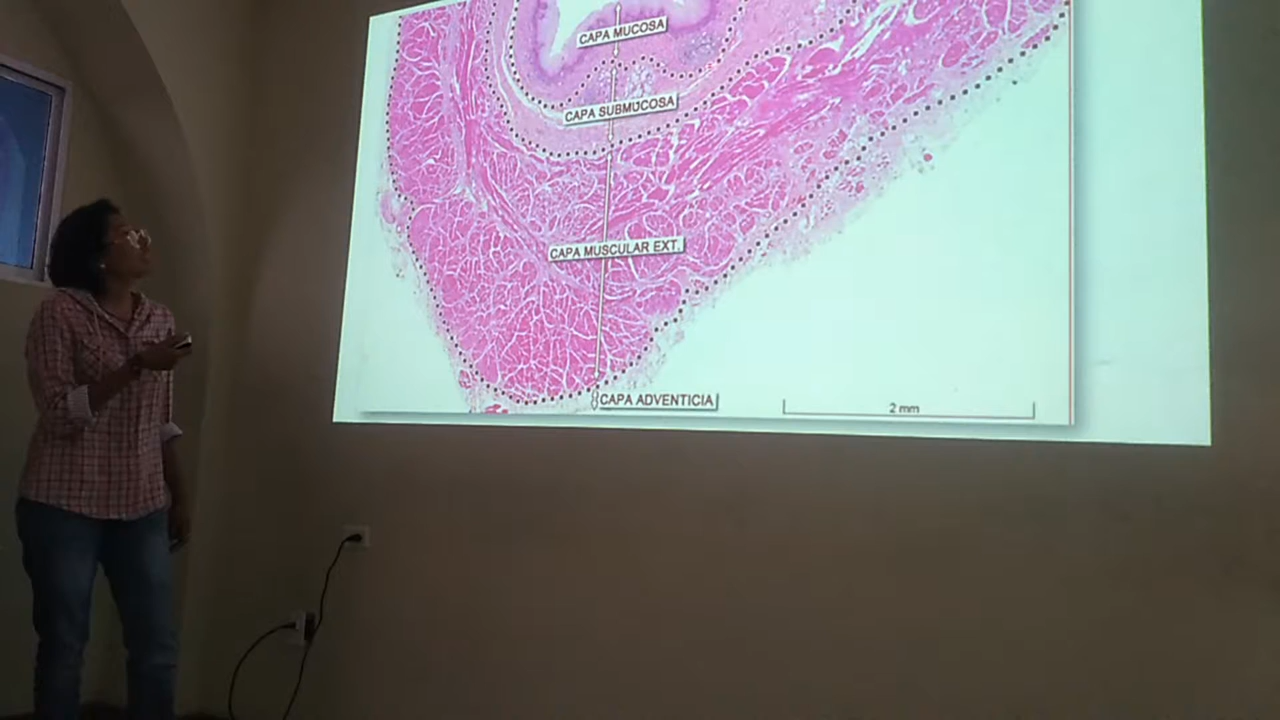 CAPA MUCOSA
CAPA SUBMUCOSA
CAPA MUSCULAR EXT.
CAPA ADVENTICIA
2 mm